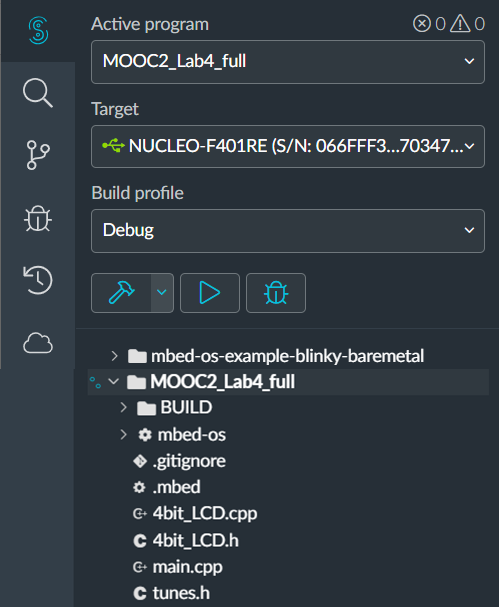 Active program
0 0
MOOC2_Lab4_full
Target
NUCLEO-F401RE (S/N: 066FFF3...70347...
Build profile
Debug
mbed-os-example-blinky-baremetal
MOOC2_Lab4_full
BUILD
mbed-os
.gitignore
.mbed
4bit_LCD.cpp
4bit_LCD.h
main.cpp
tunes.h